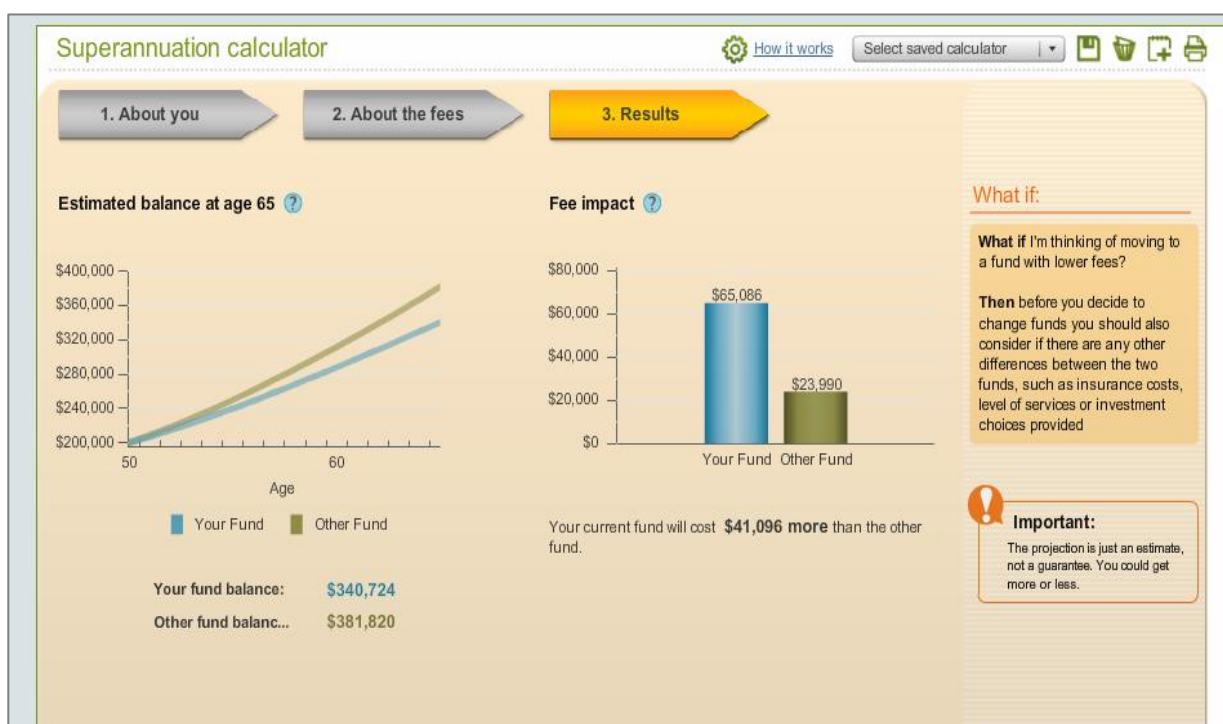 Superannuation calculator
How it works
Select saved calculator
1. About you
2. About the fees
3. Results
Estimated balance at age 65 ?
$400,000
$360,000
$320,000
$280,000
$240,000
$200,000
50
60
Age
Your Fund
Other Fund
Your fund balance:
$340,724
Other fund balanc...
$381,820
Fee impact ?
$80,000
$60,000
$40,000
$20,000
$0
$65,086
$23,990
Your Fund
Other Fund
Your current fund will cost $41,096 more than the other
fund.
What if:
What if I'm thinking of moving to
a fund with lower fees?
Then before you decide to
change funds you should also
consider if there are any other
differences between the two
funds, such as insurance costs,
level of services or investment
choices provided
!
Important:
The projection is just an estimate,
not a guarantee. You could get
more or less.